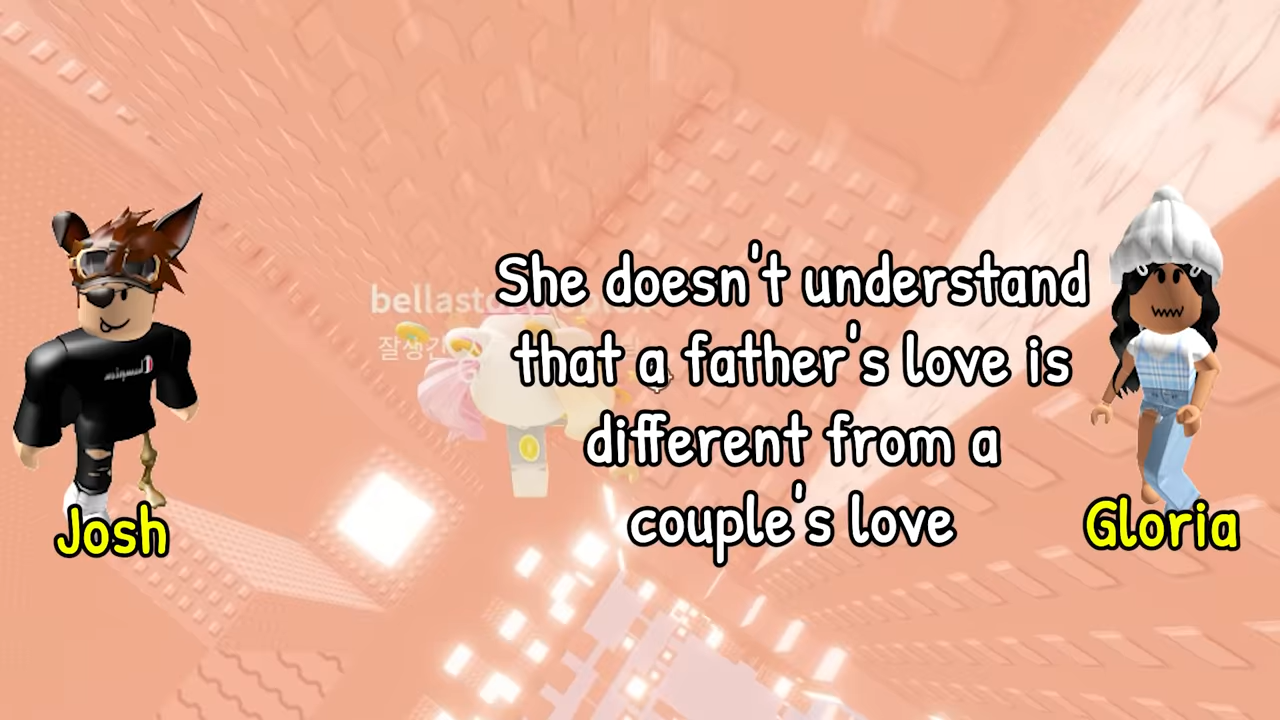 She doesn't understand
that a father's love is
different from a
couple's love
Josh
Gloria